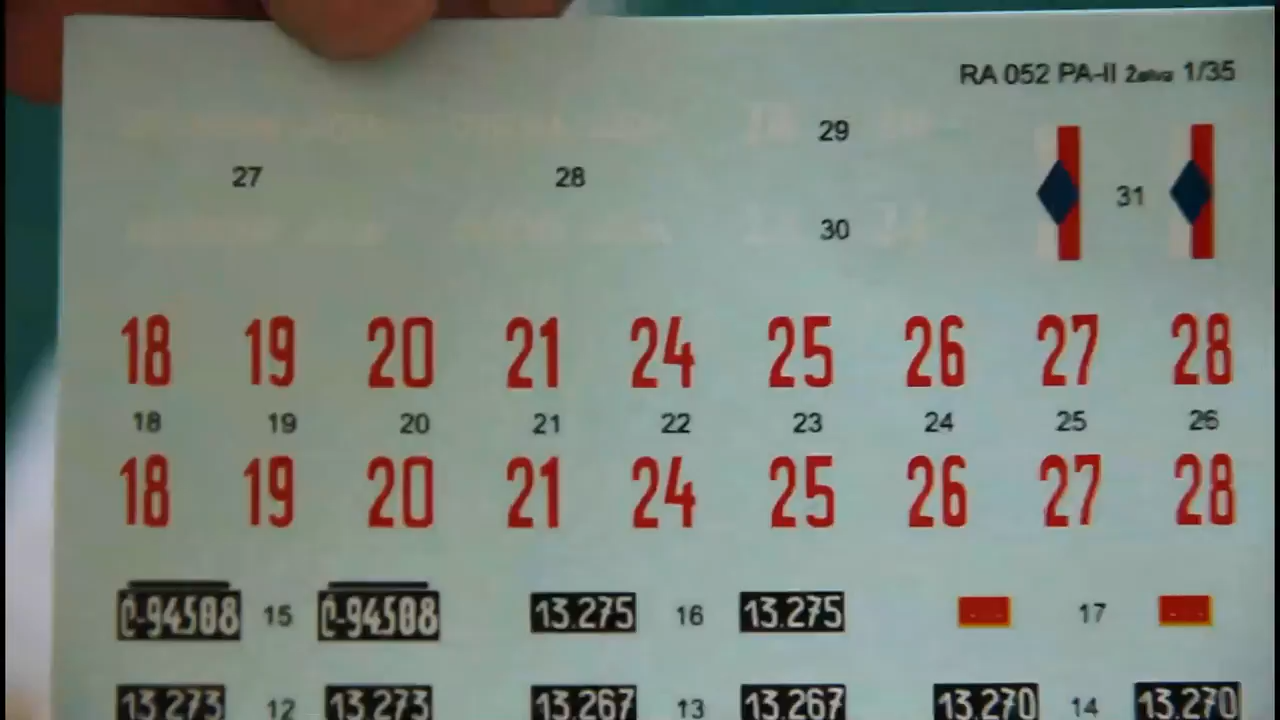 RA 052 PA-II Želva 1/35
29
27 28
31
30
18 19 20 21 24 25 26 27 28
18 19 20 21 22 23 24 25 26
18 19 20 21 24 25 26 27 28
Č-94508 15 Č-94508 13.275 16 13.275 17
13.273 12 13.273 13.267 13 13.267 13.270 14 13.270